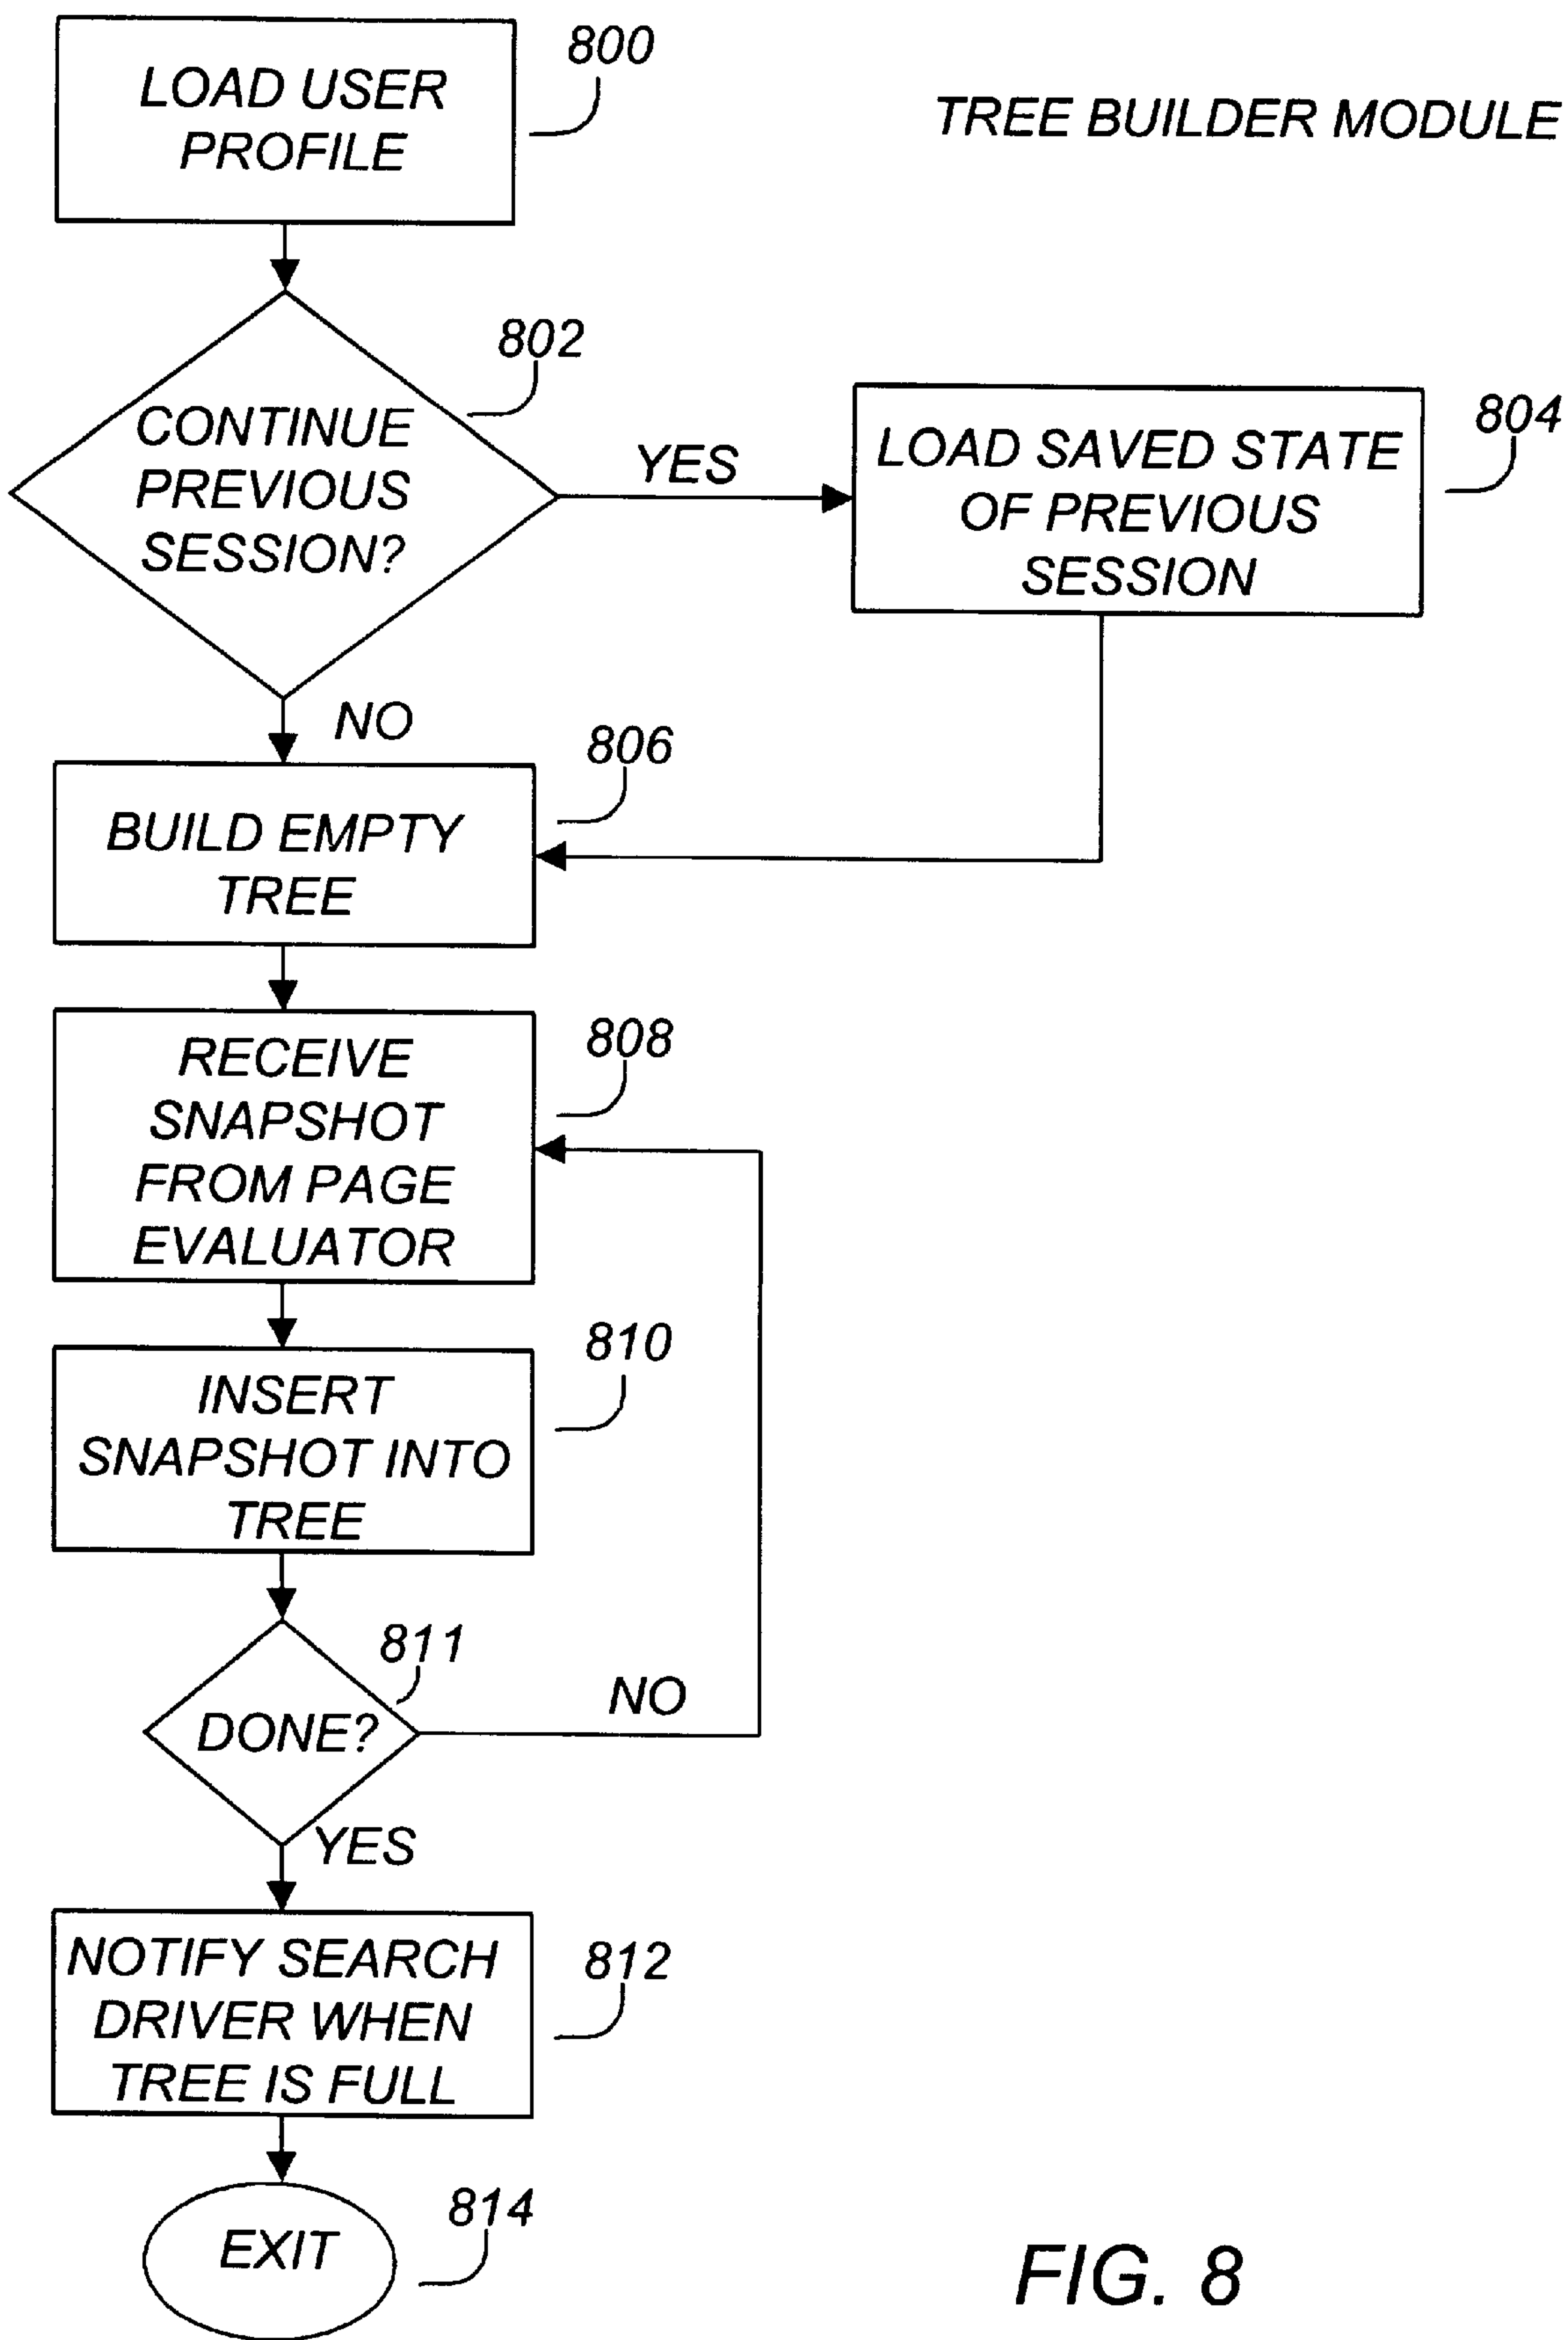 LOAD USER
PROFILE
800
TREE BUILDER MODULE
802
CONTINUE
PREVIOUS
SESSION?
YES
LOAD SAVED STATE
OF PREVIOUS
SESSION
804
NO
806
BUILD EMPTY
TREE
808
RECEIVE
SNAPSHOT
FROM PAGE
EVALUATOR
810
INSERT
SNAPSHOT INTO
TREE
811
DONE?
NO
YES
812
NOTIFY SEARCH
DRIVER WHEN
TREE IS FULL
814
EXIT
FIG. 8